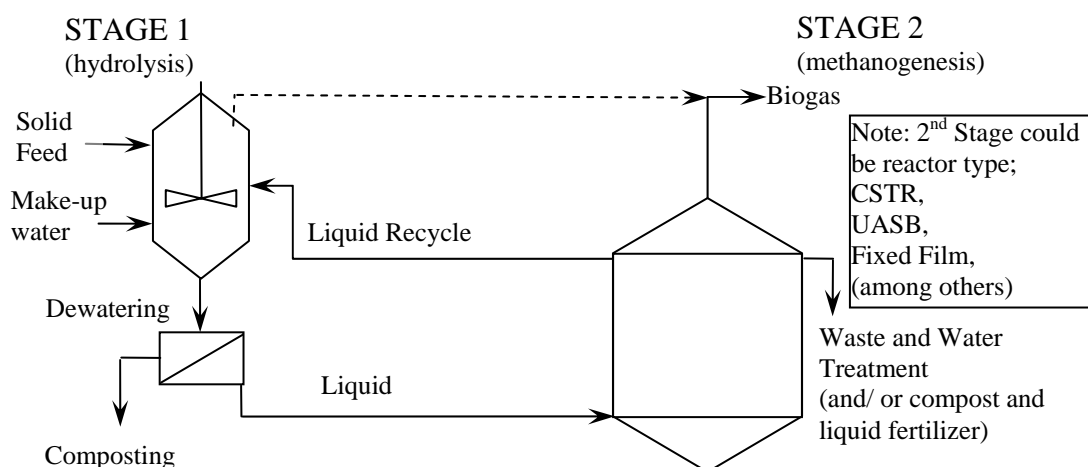 STAGE 1
(hydrolysis)
STAGE 2
(methanogenesis)
Biogas
Solid
Feed
Make-up
water
Note: 2nd Stage could
be reactor type;
CSTR,
UASB,
Fixed Film,
(among others)
Liquid Recycle
Dewatering
Waste and Water
Treatment
(and/ or compost and
liquid fertilizer)
Liquid
Composting